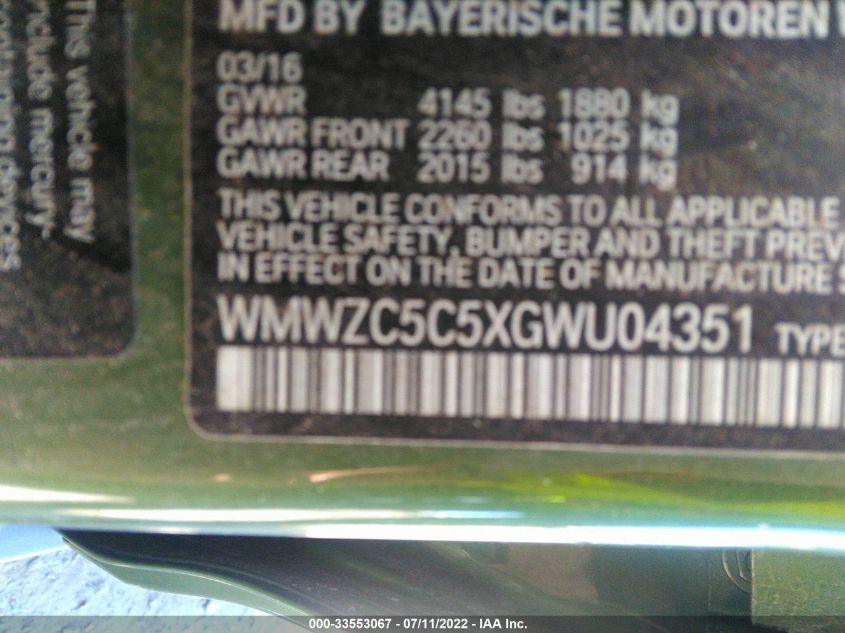 MFD BY BAYERISCHE MOTOREN
03/16
GVWR 4145 lbs 1880 kg
GAWR FRONT 2260 lbs 1025 kg
GAWR REAR 2015 lbs 914 kg
THIS VEHICLE CONFORMS TO ALL APPLICABLE
VEHICLE SAFETY, BUMPER AND THEFT PREV
IN EFFECT ON THE DATE OF MANUFACTURE
WMWZC5C5XGWU04351 TYPE
This vehicle may
include mercury-
containing devices
000-33553067 - 07/11/2022 - IAA Inc.